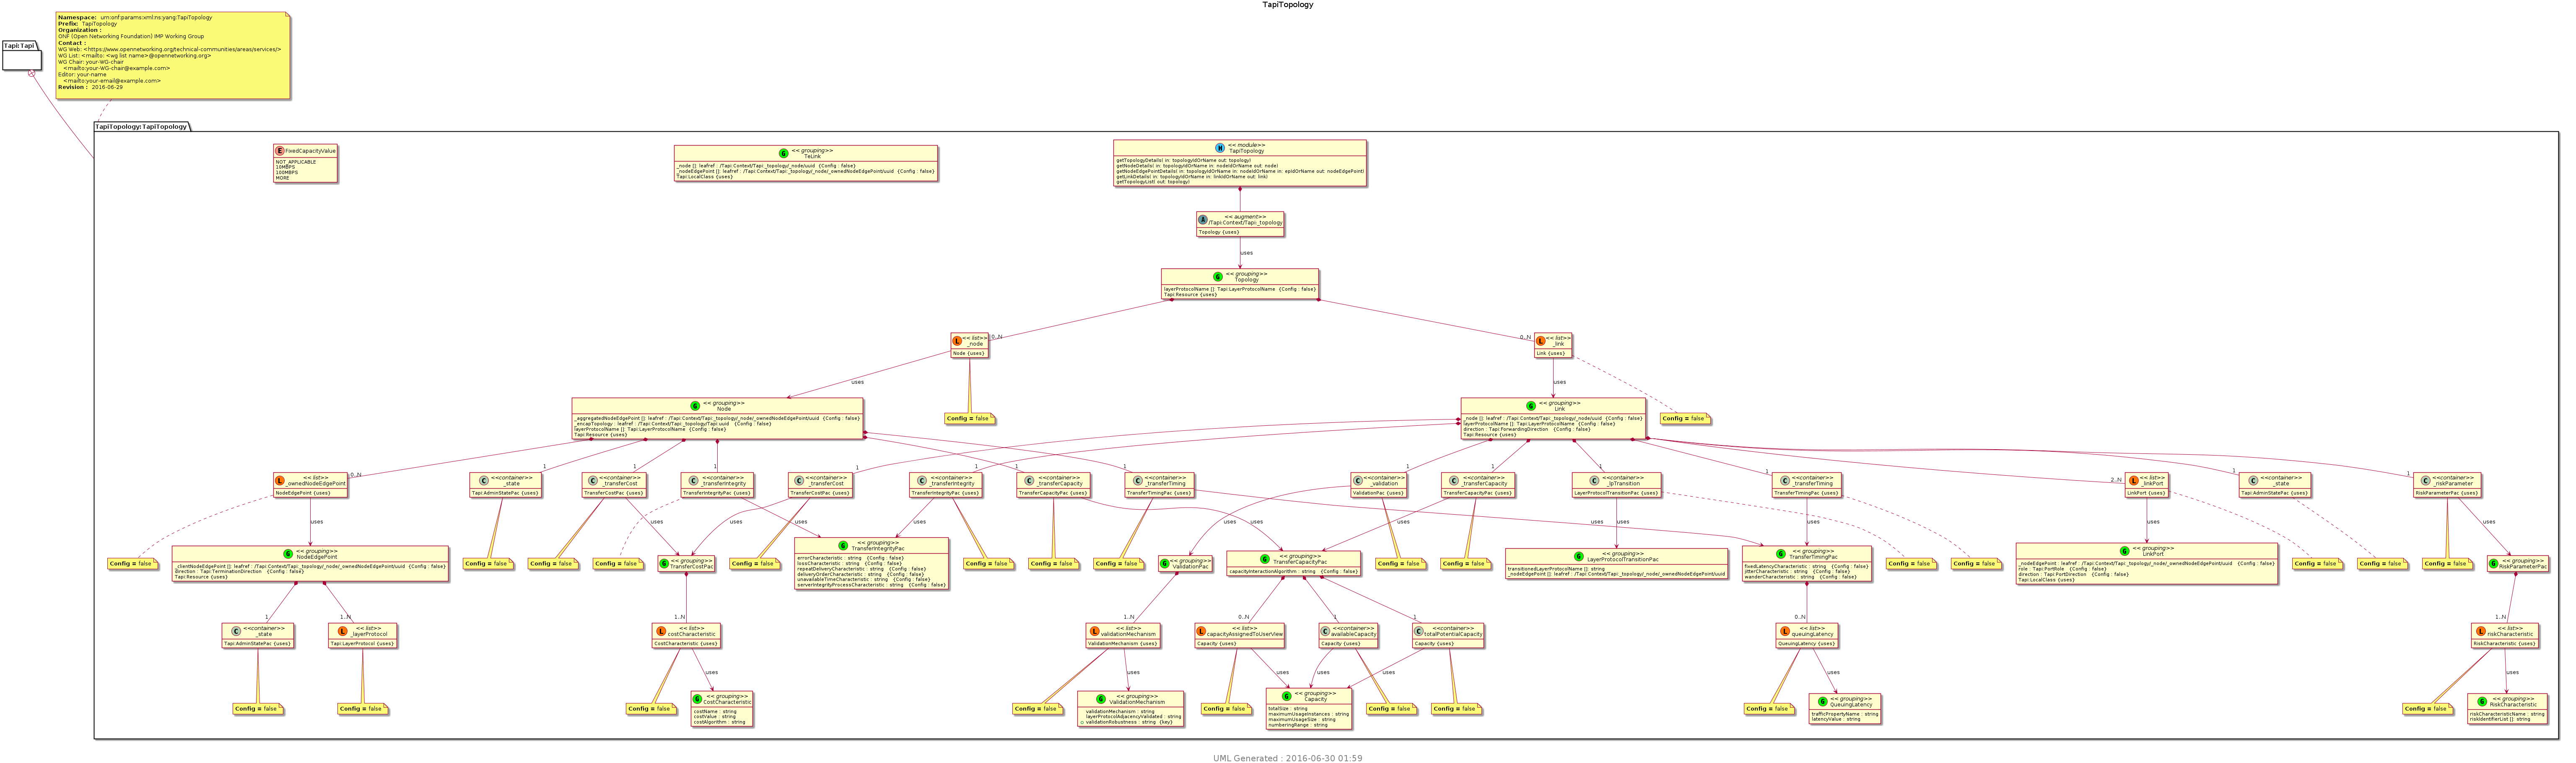 TapiTopology
Namespace: urn:onf:params:xml:ns:yang:TapiTopology
Prefix: TapiTopology
Organization :
ONF (Open Networking Foundation) IMP Working Group
Contact :
WG Web: <https://www.opennetworking.org/technical-communities/areas/services/>
WG List: <mailto: <wg list name>@opennetworking.org>
WG Chair: your-WG-chair
<mailto:your-WG-chair@example.com>
Editor: your-name
<mailto:your-email@example.com>
Revision : 2016-06-29
Tapi:Tapi
TapiTopology:TapiTopology
E FixedCapacityValue
NOT_APPLICABLE
10MBPS
100MBPS
MORE
G << grouping>>
TeLink
_node []: leafref : /Tapi:Context/Tapi:_topology/_node/uuid {Config : false}
_nodeEdgePoint []: leafref : /Tapi:Context/Tapi:_topology/_node/_ownedNodeEdgePoint/uuid {Config : false}
Tapi:LocalClass {uses}
M << module>>
TapiTopology
getTopologyDetails( in: topologyIdOrName out: topology)
getNodeDetails( in: topologyIdOrName in: nodeIdOrName out: node)
getNodeEdgePointDetails( in: topologyIdOrName in: nodeIdOrName in: epIdOrName out: nodeEdgePoint)
getLinkDetails( in: topologyIdOrName in: linkIdOrName out: link)
getTopologyList( out: topology)
A << augment>>
/Tapi:Context/Tapi:_topology
Topology {uses}
uses
G << grouping>>
Topology
layerProtocolName []: Tapi:LayerProtocolName {Config : false}
Tapi:Resource {uses}
0..N
0..N
L << list>>
_node
Node {uses}
L << list>>
_link
Link {uses}
uses
uses
Config = false
Config = false
G << grouping>>
Node
_aggregatedNodeEdgePoint []: leafref : /Tapi:Context/Tapi:_topology/_node/_ownedNodeEdgePoint/uuid {Config : false}
_encapTopology : leafref : /Tapi:Context/Tapi:_topology/Tapi:uuid {Config : false}
layerProtocolName []: Tapi:LayerProtocolName {Config : false}
Tapi:Resource {uses}
G << grouping>>
Link
_node []: leafref : /Tapi:Context/Tapi:_topology/_node/uuid {Config : false}
layerProtocolName []: Tapi:LayerProtocolName {Config : false}
direction : Tapi:ForwardingDirection {Config : false}
Tapi:Resource {uses}
0..N
1
1
1
1
1
1
1
1
1
1
1
2..N
1
1
L << list>>
_ownedNodeEdgePoint
NodeEdgePoint {uses}
C <<container>>
_state
Tapi:AdminStatePac {uses}
C <<container>>
_transferCost
TransferCostPac {uses}
C <<container>>
_transferIntegrity
TransferIntegrityPac {uses}
C <<container>>
_transferCost
TransferCostPac {uses}
C <<container>>
_transferIntegrity
TransferIntegrityPac {uses}
C <<container>>
_transferCapacity
TransferCapacityPac {uses}
C <<container>>
_transferTiming
TransferTimingPac {uses}
C <<container>>
_validation
ValidationPac {uses}
C <<container>>
_transferCapacity
TransferCapacityPac {uses}
C <<container>>
_lpTransition
LayerProtocolTransitionPac {uses}
C <<container>>
_transferTiming
TransferTimingPac {uses}
L << list>>
_linkPort
LinkPort {uses}
C <<container>>
_state
Tapi:AdminStatePac {uses}
C <<container>>
_riskParameter
RiskParameterPac {uses}
uses
uses
uses
uses
uses
uses
uses
uses
uses
uses
uses
uses
uses
Config = false
G << grouping>>
NodeEdgePoint
_clientNodeEdgePoint []: leafref : /Tapi:Context/Tapi:_topology/_node/_ownedNodeEdgePoint/uuid {Config : false}
direction : Tapi:TerminationDirection {Config : false}
Tapi:Resource {uses}
Config = false
Config = false
Config = false
G << grouping>>
TransferCostPac
Config = false
G << grouping>>
TransferIntegrityPac
errorCharacteristic : string {Config : false}
lossCharacteristic : string {Config : false}
repeatDeliveryCharacteristic : string {Config : false}
deliveryOrderCharacteristic : string {Config : false}
unavailableTimeCharacteristic : string {Config : false}
serverIntegrityProcessCharacteristic : string {Config : false}
Config = false
Config = false
Config = false
G << grouping>>
ValidationPac
G << grouping>>
TransferCapacityPac
capacityInteractionAlgorithm : string {Config : false}
Config = false
Config = false
G << grouping>>
LayerProtocolTransitionPac
transitionedLayerProtocolName []: string
_nodeEdgePoint []: leafref : /Tapi:Context/Tapi:_topology/_node/_ownedNodeEdgePoint/uuid
G << grouping>>
TransferTimingPac
fixedLatencyCharacteristic : string {Config : false}
jitterCharacteristic : string {Config : false}
wanderCharacteristic : string {Config : false}
Config = false
Config = false
G << grouping>>
LinkPort
_nodeEdgePoint : leafref : /Tapi:Context/Tapi:_topology/_node/_ownedNodeEdgePoint/uuid {Config : false}
role : Tapi:PortRole {Config : false}
direction : Tapi:PortDirection {Config : false}
Tapi:LocalClass {uses}
Config = false
Config = false
Config = false
G << grouping>>
RiskParameterPac
1
1..N
1..N
1..N
0..N
1
1
0..N
1..N
C <<container>>
_state
Tapi:AdminStatePac {uses}
L << list>>
_layerProtocol
Tapi:LayerProtocol {uses}
L << list>>
costCharacteristic
CostCharacteristic {uses}
L << list>>
validationMechanism
ValidationMechanism {uses}
L << list>>
capacityAssignedToUserView
Capacity {uses}
C <<container>>
availableCapacity
Capacity {uses}
C <<container>>
totalPotentialCapacity
Capacity {uses}
L << list>>
queuingLatency
QueuingLatency {uses}
L << list>>
riskCharacteristic
RiskCharacteristic {uses}
uses
uses
uses
uses
uses
uses
uses
Config = false
Config = false
Config = false
G << grouping>>
CostCharacteristic
costName : string
costValue : string
costAlgorithm : string
Config = false
G << grouping>>
ValidationMechanism
validationMechanism : string
layerProtocolAdjacencyValidated : string
validationRobustness : string {key}
Config = false
G << grouping>>
Capacity
totalSize : string
maximumUsageInstances : string
maximumUsageSize : string
numberingRange : string
Config = false
Config = false
Config = false
G << grouping>>
QueuingLatency
trafficPropertyName : string
latencyValue : string
Config = false
G << grouping>>
RiskCharacteristic
riskCharacteristicName : string
riskIdentifierList []: string
UML Generated : 2016-06-30 01:59